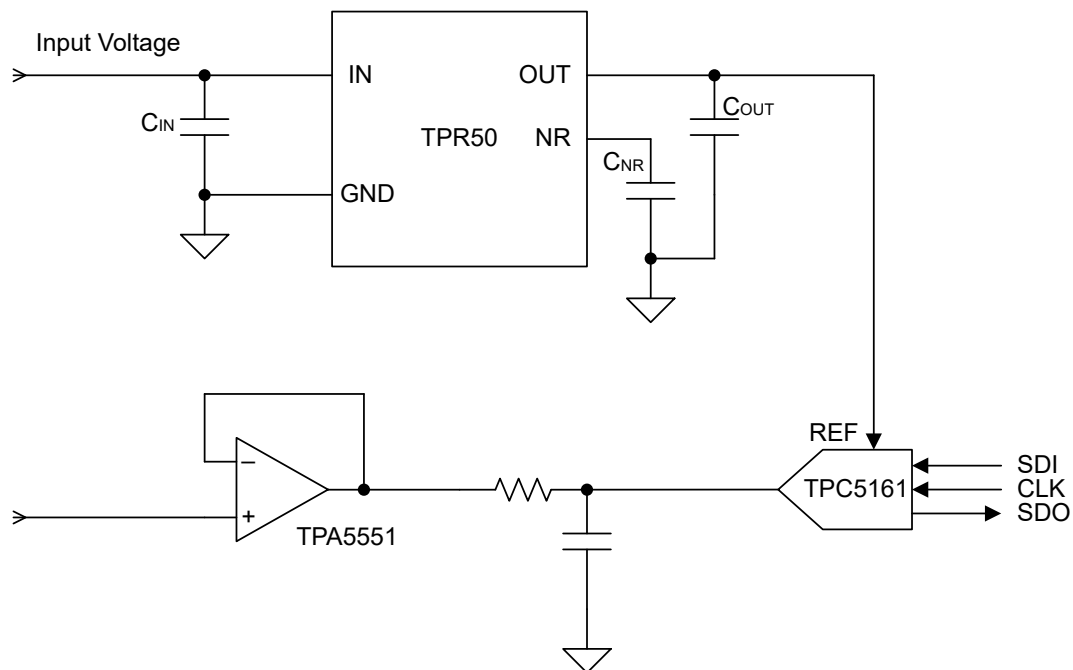 Input Voltage
IN
OUT
CIN
COUT
TPR50
NR
CNR
GND
REF
−
SDI
TPC5161
CLK
+
SDO
TPA5551